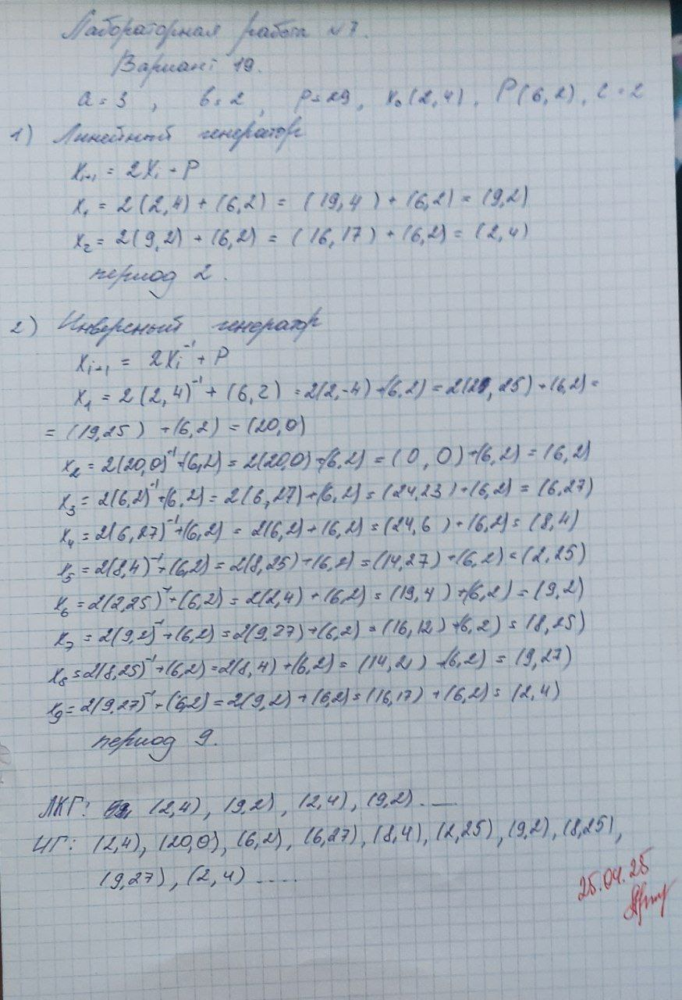 Лабораторная работа №7.
Вариант 19.
a=3, b=2, p=29, x₀(2,4), P(6,2), c=2
1) Линейный генератор
Xᵢ₊₁ = 2Xᵢ + P
X₁ = 2(2,4) + (6,2) = (19,4) + (6,2) = (9,2)
X₂ = 2(9,2) + (6,2) = (16,17) + (6,2) = (2,4)
период 2.
2) Инверсный генератор
Xᵢ₊₁ = 2Xᵢ⁻¹ + P
X₁ = 2(2,4)⁻¹ + (6,2) = 2(2,-4) + (6,2) = 2(2, 25) + (6,2) =
= (19,25) + (6,2) = (20,0)
X₂ = 2(20,0)⁻¹ + (6,2) = 2(20,0) + (6,2) = (0, 0) + (6,2) = (6,2)
X₃ = 2(6,2)⁻¹ + (6,2) = 2(6,27) + (6,2) = (24,23) + (6,2) = (6,27)
X₄ = 2(6,27)⁻¹ + (6,2) = 2(6,2) + (6,2) = (24,6) + (6,2) = (8,4)
X₅ = 2(8,4)⁻¹ + (6,2) = 2(8,25) + (6,2) = (14,27) + (6,2) = (2,25)
X₆ = 2(2,25)⁻¹ + (6,2) = 2(2,4) + (6,2) = (19,4) + (6,2) = (9,2)
X₇ = 2(9,2)⁻¹ + (6,2) = 2(9,27) + (6,2) = (16,12) + (6,2) = (8,25)
X₈ = 2(8,25)⁻¹ + (6,2) = 2(8,4) + (6,2) = (14,2) + (6,2) = (9,27)
X₉ = 2(9,27)⁻¹ + (6,2) = 2(9,2) + (6,2) = (16,17) + (6,2) = (2,4)
период 9.
ЛКГ: (2,4), (9,2), (2,4), (9,2)...
ИГ: (2,4), (20,0), (6,2), (6,27), (8,4), (2,25), (9,2), (8,25),
(9,27), (2,4) ....
25.04.25